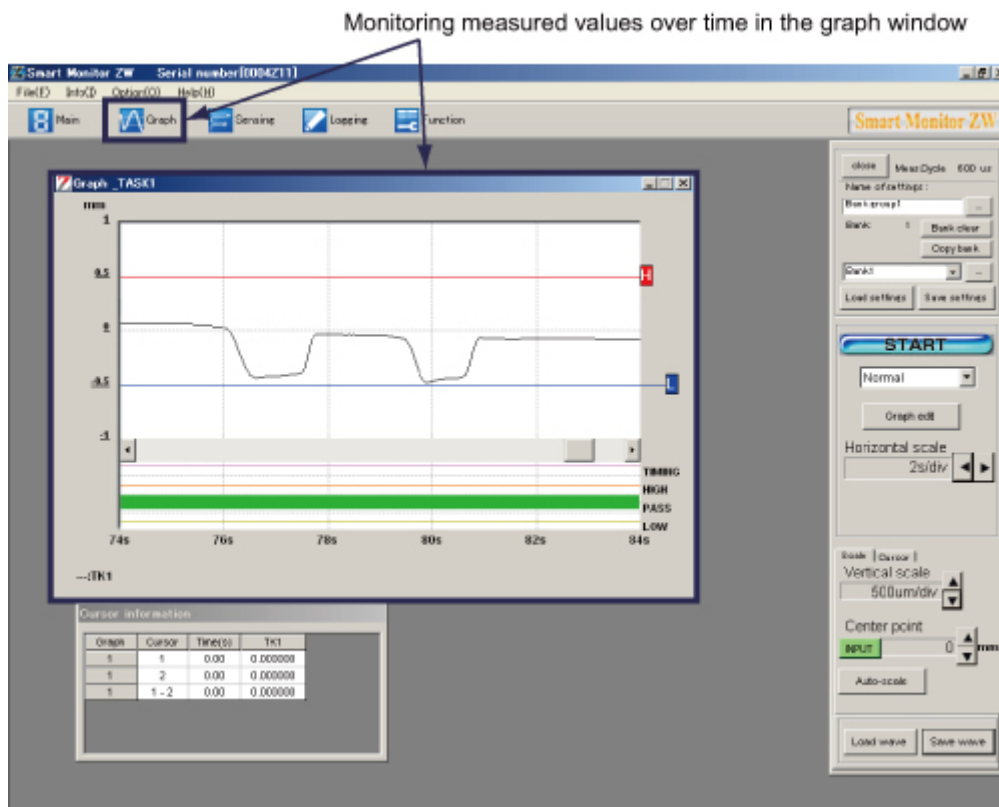 Monitoring measured values over time in the graph window
Smart Monitor ZW Serial number[0004Z11]
File(F) Info(I) Option(O) Help(H)
Main Graph Sensing Logging Function
Smart-Monitor-ZW
close Meas.Cycle 600 us
Name of settings :
Bank group1 ...
Bank: 1 Bank clear
Copy bank
Bank1 ...
Load settings Save settings
START
Normal
Graph edit
Horizontal scale
2s/div
Scale Cursor
Vertical scale
500um/div
Center point
INPUT 0 mm
Auto-scale
Load wave Save wave
Graph _TASK1
mm
1
0.5 H
0
-0.5 L
-1
TIMING
HIGH
PASS
LOW
74s 76s 78s 80s 82s 84s
---:TK1
Cursor information
Graph Cursor Time(s) TK1
1 1 0.00 0.000000
1 2 0.00 0.000000
1 1 - 2 0.00 0.000000